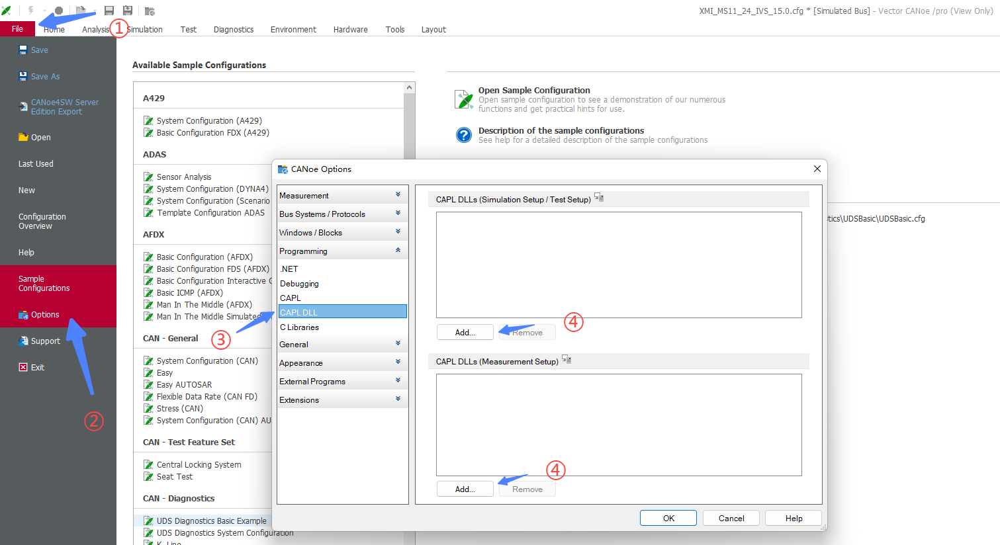 XMI_MS11_24_IVS_15.0.cfg * [Simulated Bus] - Vector CANoe /pro (View Only)
File
Home
Analysis
Simulation
Test
Diagnostics
Environment
Hardware
Tools
Layout
①
Save
Save As
CANoe4SW Server
Edition Export
Open
Last Used
New
Configuration
Overview
Help
Sample
Configurations
Options
Support
Exit
②
Available Sample Configurations
A429
System Configuration (A429)
Basic Configuration FDX (A429)
ADAS
Sensor Analysis
System Configuration (DYNA4)
System Configuration (Scenario
Template Configuration ADAS
AFDX
Basic Configuration (AFDX)
Basic Configuration FDS (AFDX)
Basic Configuration Interactive
Basic ICMP (AFDX)
Man In The Middle (AFDX)
Man In The Middle Simulated
CAN - General
System Configuration (CAN)
Easy
Easy AUTOSAR
Flexible Data Rate (CAN FD)
Stress (CAN)
System Configuration (CAN) AU
CAN - Test Feature Set
Central Locking System
Seat Test
CAN - Diagnostics
UDS Diagnostics Basic Example
UDS Diagnostics System Configuration
K-Line
Open Sample Configuration
Open sample configuration to see a demonstration of our numerous
functions and get practical hints for use.
Description of the sample configurations
See help for a detailed description of the sample configurations
tics\UDSBasic\UDSBasic.cfg
CANoe Options
Measurement
Bus Systems / Protocols
Windows / Blocks
Programming
.NET
Debugging
CAPL
CAPL DLL
C Libraries
General
Appearance
External Programs
Extensions
③
CAPL DLLs (Simulation Setup / Test Setup)
Add...
Remove
④
CAPL DLLs (Measurement Setup)
Add...
Remove
④
OK
Cancel
Help